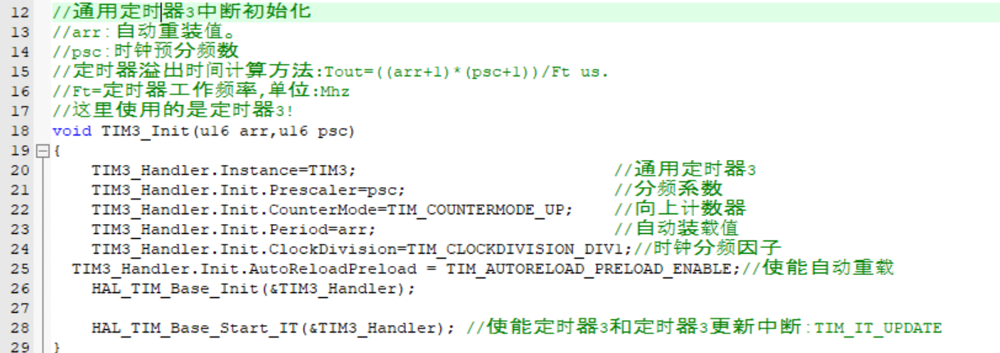 12 //通用定时器3中断初始化
13 //arr:自动重装值。
14 //psc:时钟预分频数
15 //定时器溢出时间计算方法:Tout=((arr+1)*(psc+1))/Ft us.
16 //Ft=定时器工作频率,单位:Mhz
17 //这里使用的是定时器3!
18 void TIM3_Init(u16 arr,u16 psc)
19 {
20 TIM3_Handler.Instance=TIM3; //通用定时器3
21 TIM3_Handler.Init.Prescaler=psc; //分频系数
22 TIM3_Handler.Init.CounterMode=TIM_COUNTERMODE_UP; //向上计数器
23 TIM3_Handler.Init.Period=arr; //自动装载值
24 TIM3_Handler.Init.ClockDivision=TIM_CLOCKDIVISION_DIV1;//时钟分频因子
25 TIM3_Handler.Init.AutoReloadPreload = TIM_AUTORELOAD_PRELOAD_ENABLE;//使能自动重载
26 HAL_TIM_Base_Init(&TIM3_Handler);
27
28 HAL_TIM_Base_Start_IT(&TIM3_Handler); //使能定时器3和定时器3更新中断:TIM_IT_UPDATE
29 }